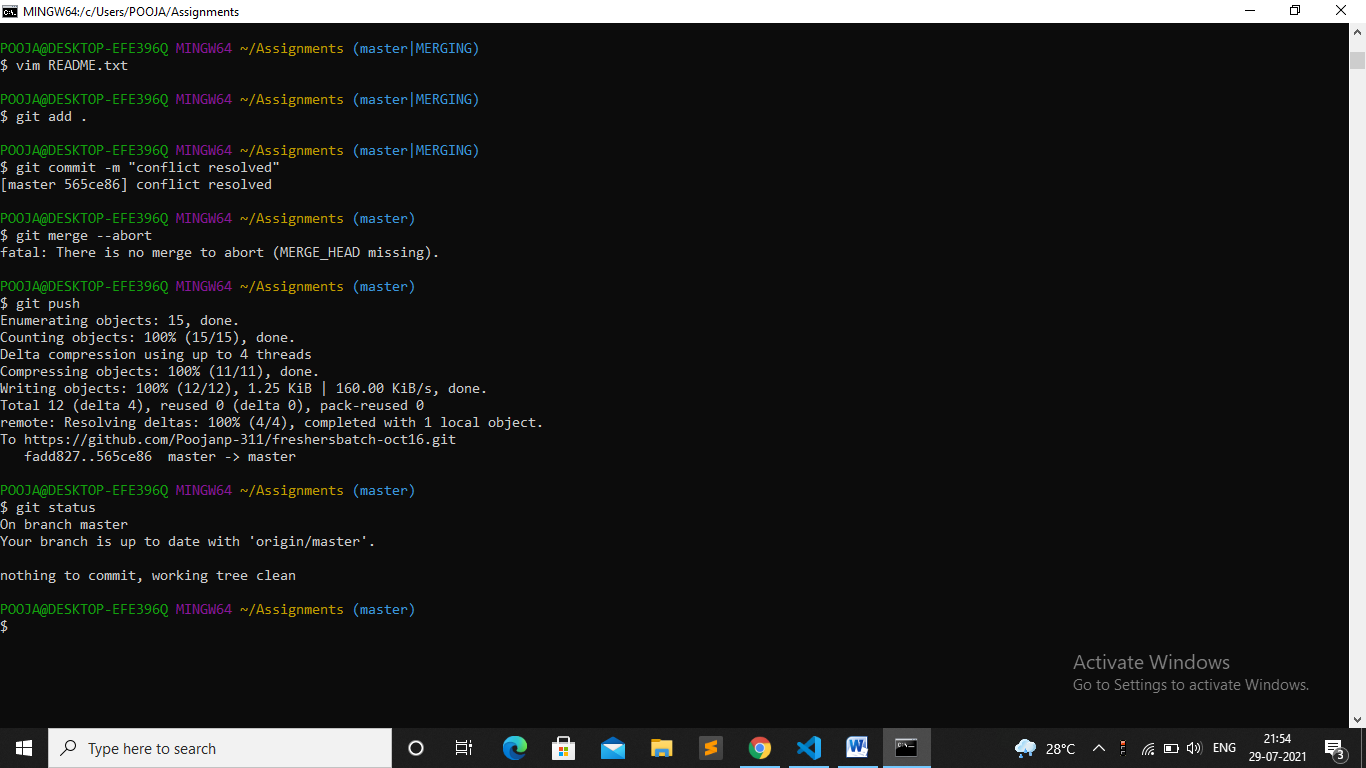 MINGW64:/c/Users/POOJA/Assignments
POOJA@DESKTOP-EFE396Q MINGW64 ~/Assignments (master|MERGING)
$ vim README.txt
POOJA@DESKTOP-EFE396Q MINGW64 ~/Assignments (master|MERGING)
$ git add .
POOJA@DESKTOP-EFE396Q MINGW64 ~/Assignments (master|MERGING)
$ git commit -m "conflict resolved"
[master 565ce86] conflict resolved
POOJA@DESKTOP-EFE396Q MINGW64 ~/Assignments (master)
$ git merge --abort
fatal: There is no merge to abort (MERGE_HEAD missing).
POOJA@DESKTOP-EFE396Q MINGW64 ~/Assignments (master)
$ git push
Enumerating objects: 15, done.
Counting objects: 100% (15/15), done.
Delta compression using up to 4 threads
Compressing objects: 100% (11/11), done.
Writing objects: 100% (12/12), 1.25 KiB | 160.00 KiB/s, done.
Total 12 (delta 4), reused 0 (delta 0), pack-reused 0
remote: Resolving deltas: 100% (4/4), completed with 1 local object.
To https://github.com/Poojanp-311/freshersbatch-oct16.git
   fadd827..565ce86  master -> master
POOJA@DESKTOP-EFE396Q MINGW64 ~/Assignments (master)
$ git status
On branch master
Your branch is up to date with 'origin/master'.
nothing to commit, working tree clean
POOJA@DESKTOP-EFE396Q MINGW64 ~/Assignments (master)
$
Activate Windows
Go to Settings to activate Windows.
Type here to search
28°C
ENG
21:54
29-07-2021
3